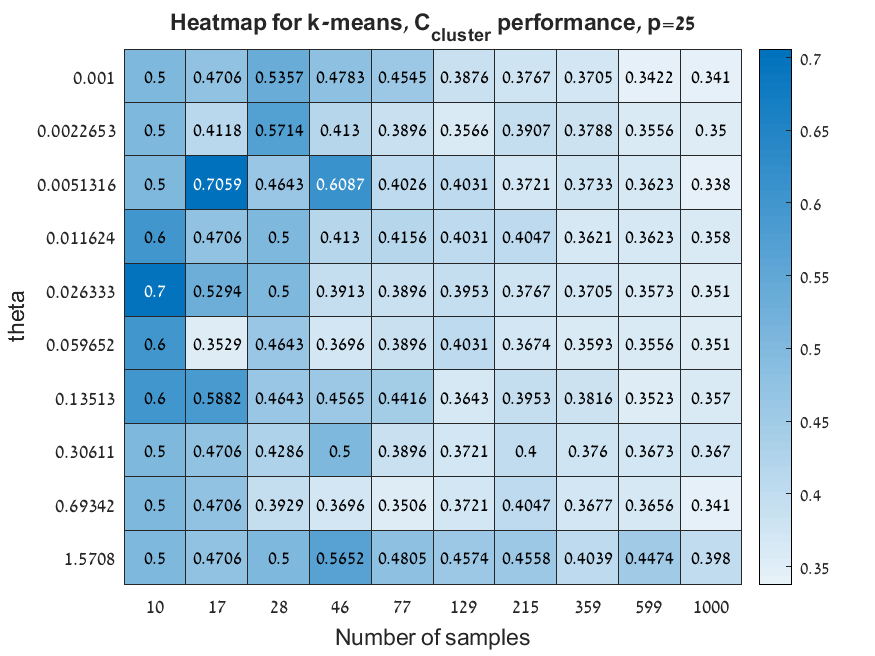 Heatmap for k-means, C_cluster performance, p=25
0.001 0.5 0.4706 0.5357 0.4783 0.4545 0.3876 0.3767 0.3705 0.3422 0.341
0.0022653 0.5 0.4118 0.5714 0.413 0.3896 0.3566 0.3907 0.3788 0.3556 0.35
0.0051316 0.5 0.7059 0.4643 0.6087 0.4026 0.4031 0.3721 0.3733 0.3623 0.338
0.011624 0.6 0.4706 0.5 0.413 0.4156 0.4031 0.4047 0.3621 0.3623 0.358
0.026333 0.7 0.5294 0.5 0.3913 0.3896 0.3953 0.3767 0.3705 0.3573 0.351
0.059652 0.6 0.3529 0.4643 0.3696 0.3896 0.4031 0.3674 0.3593 0.3556 0.351
0.13513 0.6 0.5882 0.4643 0.4565 0.4416 0.3643 0.3953 0.3816 0.3523 0.357
0.30611 0.5 0.4706 0.4286 0.5 0.3896 0.3721 0.4 0.376 0.3673 0.367
0.69342 0.5 0.4706 0.3929 0.3696 0.3506 0.3721 0.4047 0.3677 0.3656 0.341
1.5708 0.5 0.4706 0.5 0.5652 0.4805 0.4574 0.4558 0.4039 0.4474 0.398
10 17 28 46 77 129 215 359 599 1000
Number of samples
theta
0.7
0.65
0.6
0.55
0.5
0.45
0.4
0.35